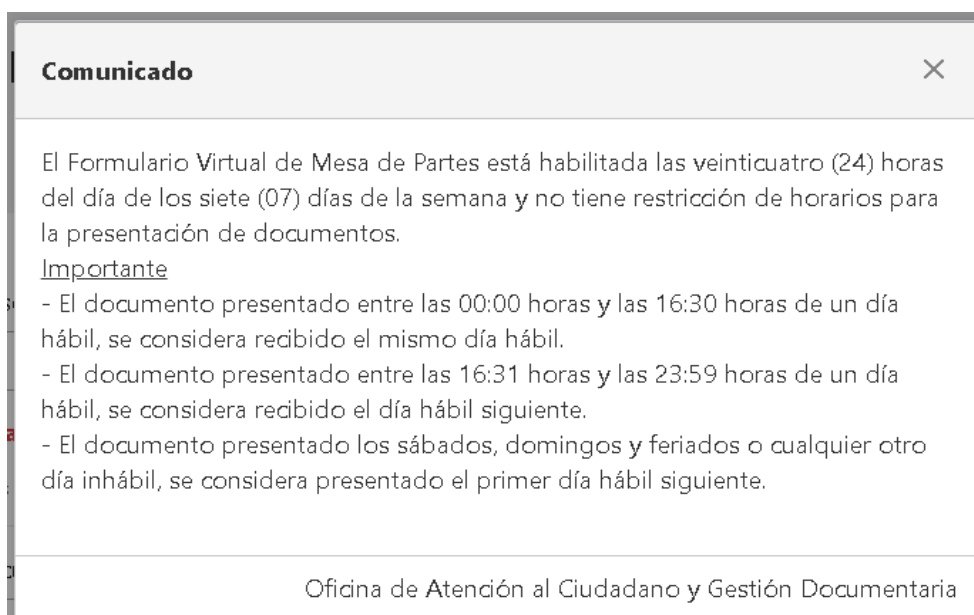 Comunicado
El Formulario Virtual de Mesa de Partes está habilitada las veinticuatro (24) horas
del día de los siete (07) días de la semana y no tiene restricción de horarios para
la presentación de documentos.
Importante
- El documento presentado entre las 00:00 horas y las 16:30 horas de un día
hábil, se considera recibido el mismo día hábil.
- El documento presentado entre las 16:31 horas y las 23:59 horas de un día
hábil, se considera recibido el día hábil siguiente.
- El documento presentado los sábados, domingos y feriados o cualquier otro
día inhábil, se considera presentado el primer día hábil siguiente.
Oficina de Atención al Ciudadano y Gestión Documentaria